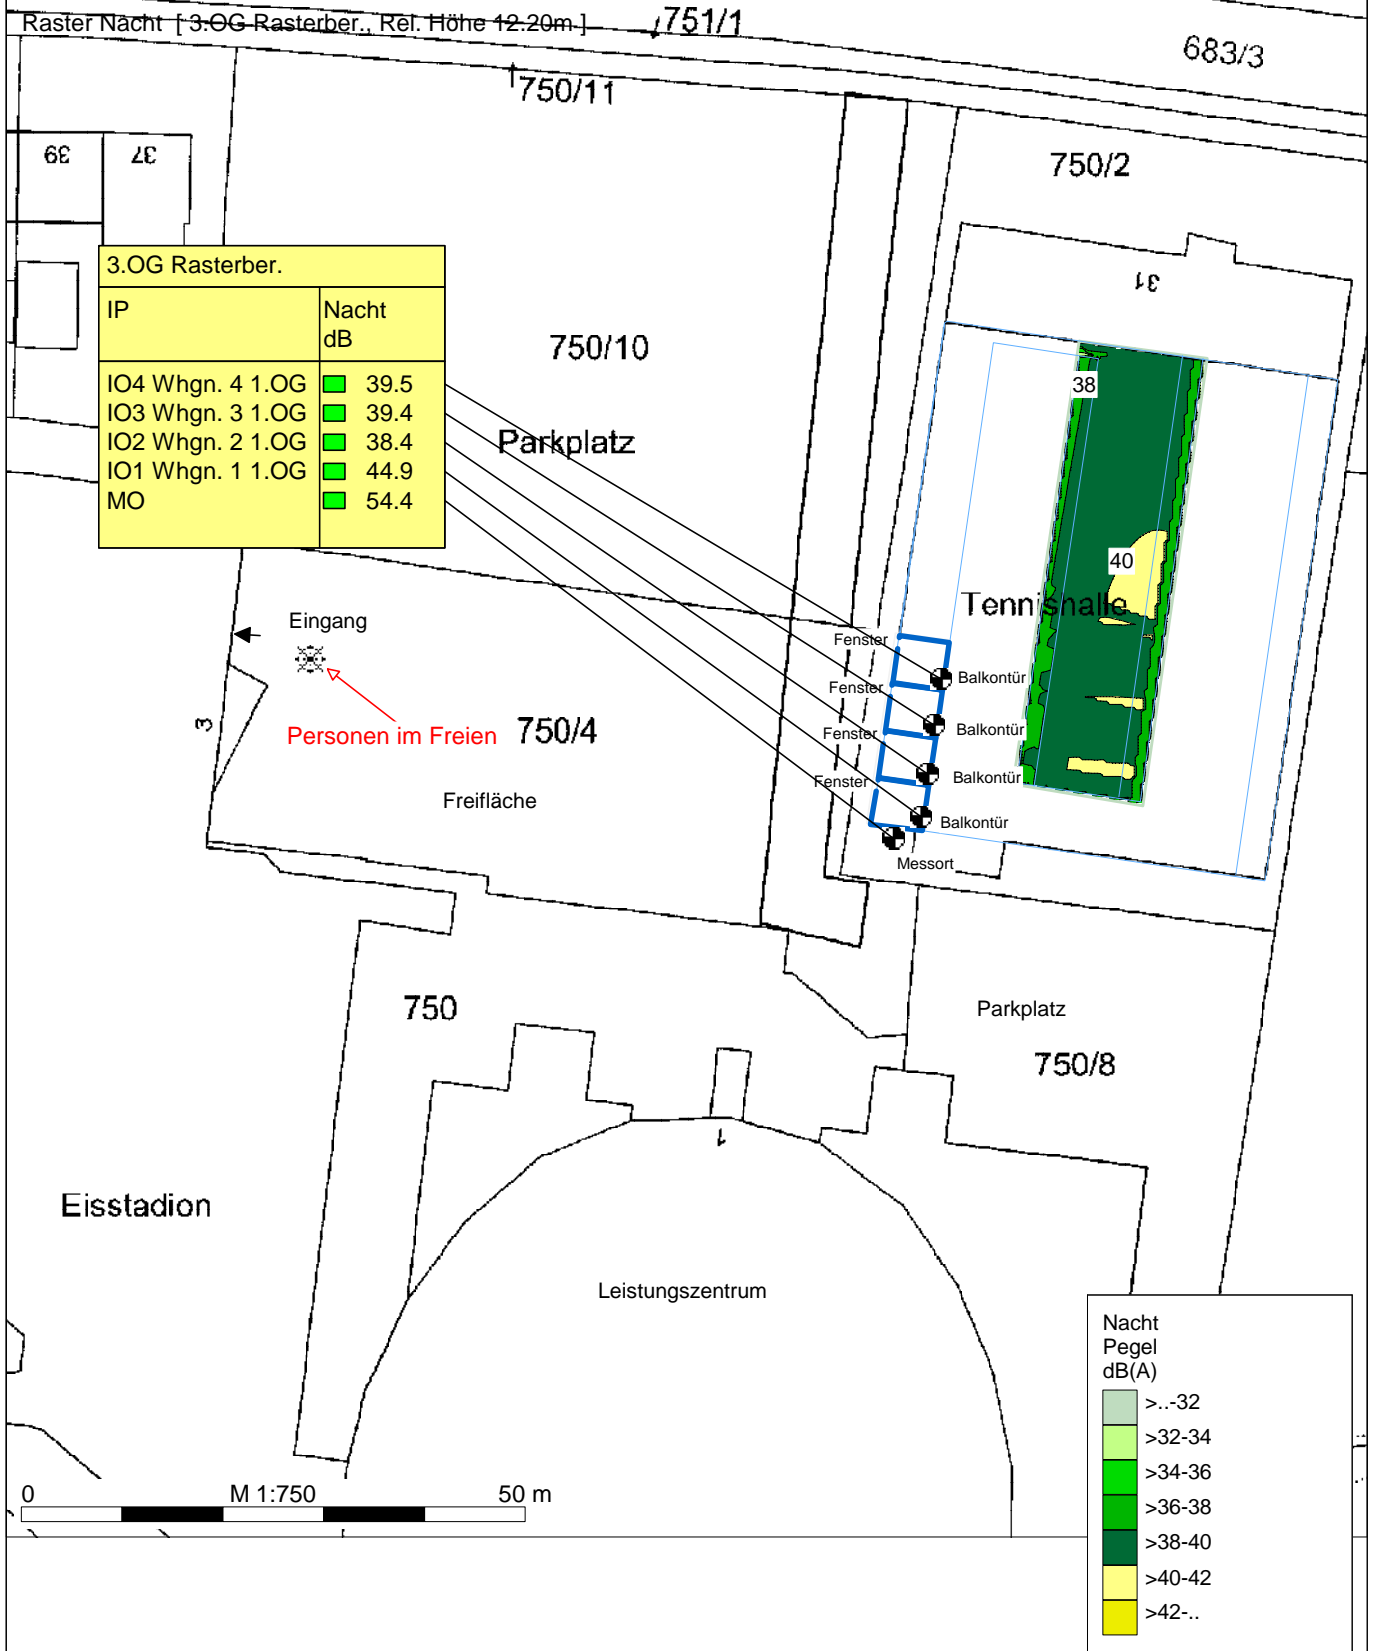 Raster Nacht [ 3.OG Rasterber., Rel. Höhe 12.20m ]
751/1
683/3
750/11
39
37
750/2
31
3.OG Rasterber.
IP Nacht dB
IO4 Whgn. 4 1.OG 39.5
IO3 Whgn. 3 1.OG 39.4
IO2 Whgn. 2 1.OG 38.4
IO1 Whgn. 1 1.OG 44.9
MO 54.4
750/10
38
Parkplatz
40
Tennishalle
Eingang
Fenster
Balkontür
Fenster
Balkontür
Fenster
Balkontür
Fenster
Balkontür
Messort
3
Personen im Freien
750/4
Freifläche
750
Parkplatz
750/8
1
Eisstadion
Leistungszentrum
0 M 1:750 50 m
Nacht
Pegel
dB(A)
>..-32
>32-34
>34-36
>36-38
>38-40
>40-42
>42-..